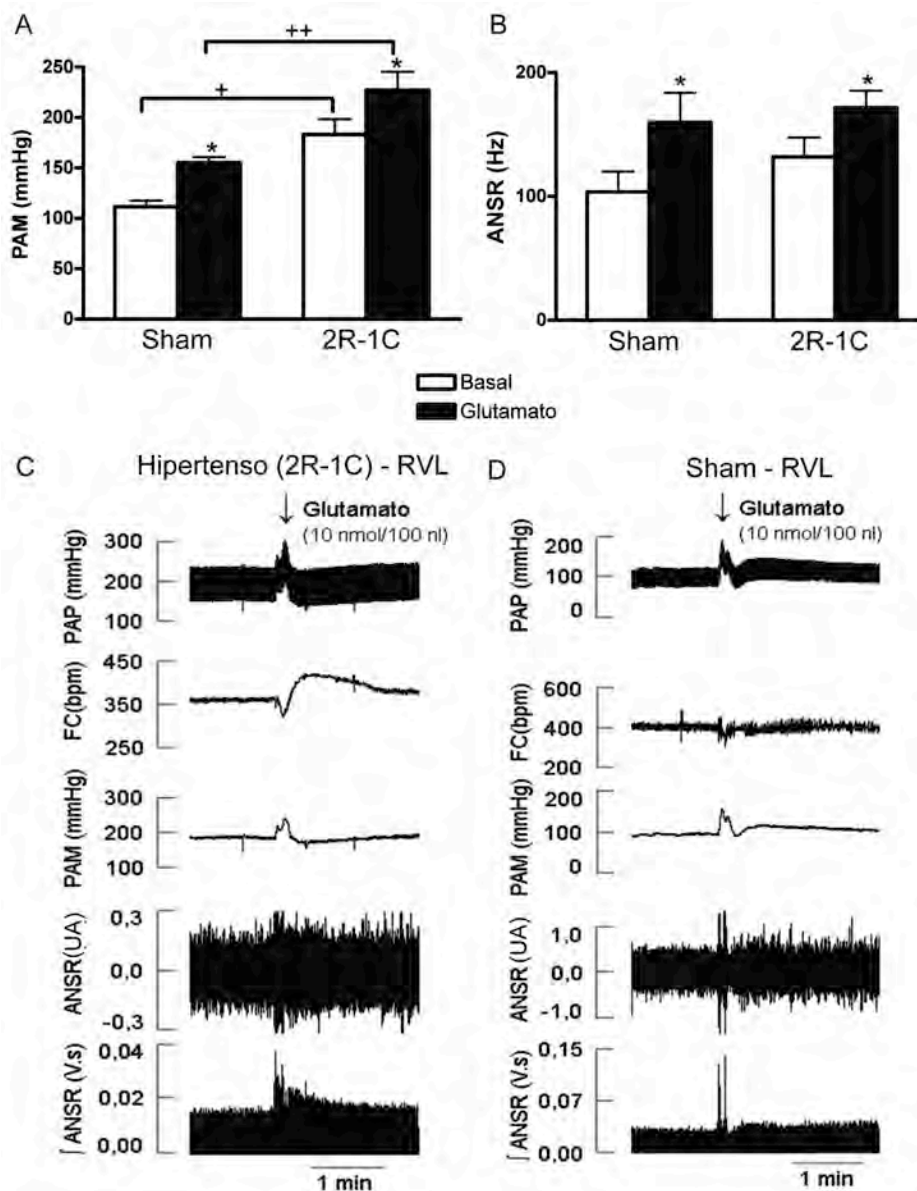 A
B
++
+
*
*
*
*
PAM (mmHg)
250
200
150
100
50
0
Sham
2R-1C
ANSR (Hz)
200
100
0
Sham
2R-1C
Basal
Glutamato
C
Hipertenso (2R-1C) - RVL
Glutamato
(10 nmol/100 nl)
PAP (mmHg)
300
200
100
FC(bpm)
450
350
250
PAM (mmHg)
300
200
100
ANSR(UA)
0.3
0.0
-0.3
∫ ANSR (V.s)
0,04
0,02
0,00
1 min
D
Sham - RVL
Glutamato
(10 nmol/100 nl)
PAP (mmHg)
200
100
0
FC(bpm)
600
400
200
PAM (mmHg)
200
100
0
ANSR (UA)
1,0
0.0
-1.0
∫ ANSR (V.s)
0,15
0,07
0,00
1 min